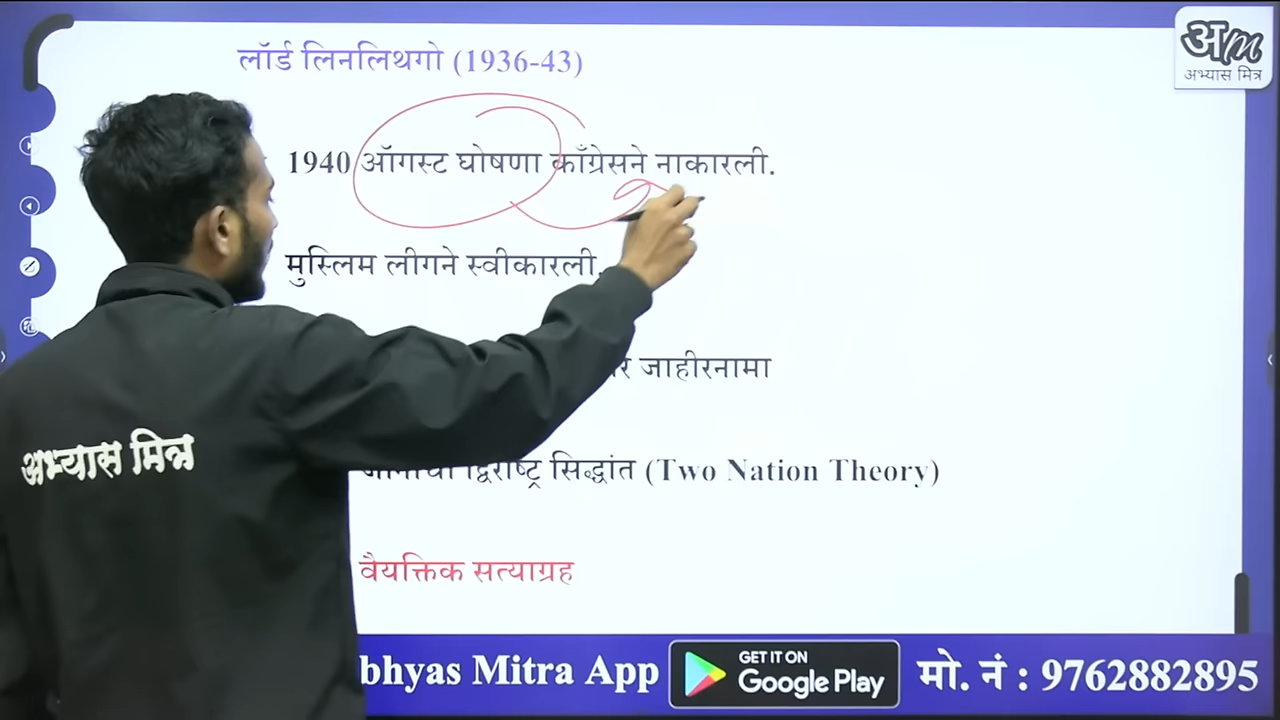 लॉर्ड लिनलिथगो (1936-43)
अm
अभ्यास मित्र
1940 ऑगस्ट घोषणा काँग्रेसने नाकारली.
मुस्लिम लीगने स्वीकारली.
जाहीरनामा
अभ्यास मित्र
द्विराष्ट्र सिद्धांत (Two Nation Theory)
वैयक्तिक सत्याग्रह
bhyas Mitra App
GET IT ON
Google Play
मो. नं : 9762882895